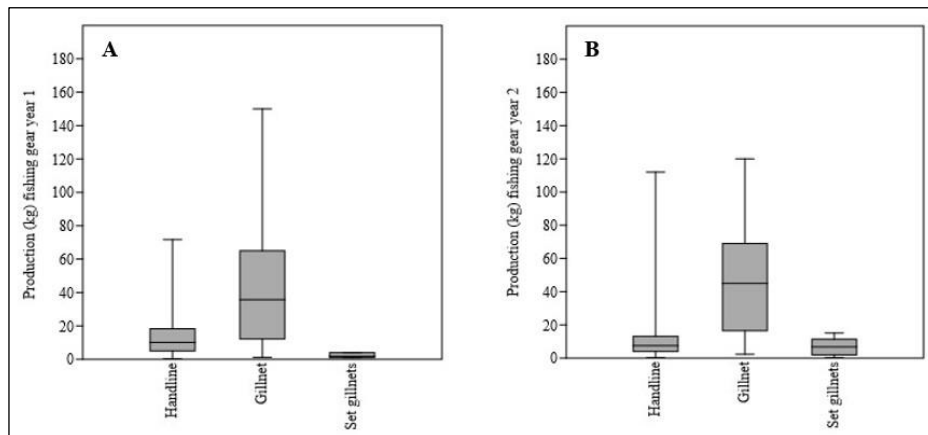 A
Production (kg) fishing gear year 1
180
160
140
120
100
80
60
40
20
0
Handline
Gillnet
Set gillnets
B
Production (kg) fishing gear year 2
180
160
140
120
100
80
60
40
20
0
Handline
Gillnet
Set gillnets